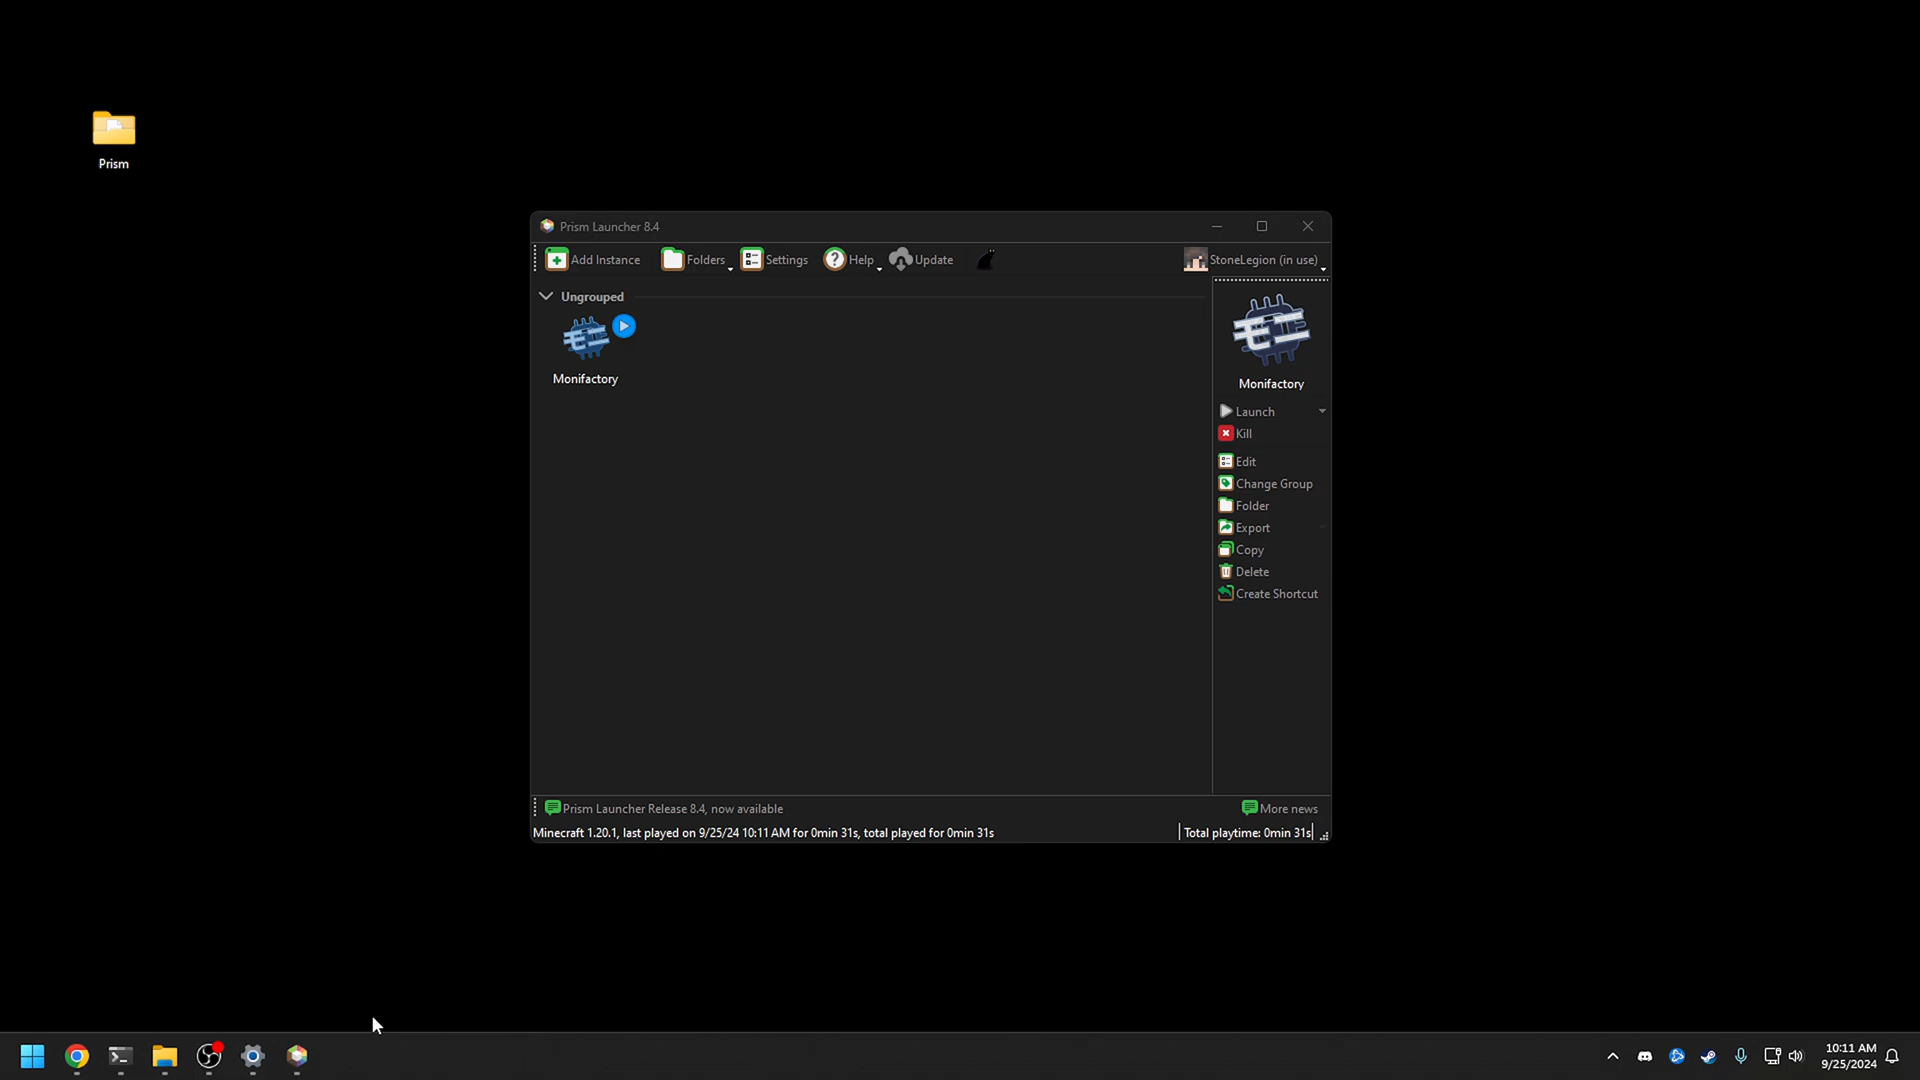 Prism
Prism Launcher 8.4
Add Instance
Folders
Settings
Help
Update
StoneLegion (in use)
Ungrouped
Monifactory
Monifactory
Launch
Kill
Edit
Change Group
Folder
Export
Copy
Delete
Create Shortcut
Prism Launcher Release 8.4, now available
More news
Minecraft 1.20.1, last played on 9/25/24 10:11 AM for 0min 31s, total played for 0min 31s
Total playtime: 0min 31s
10:11 AM
9/25/2024